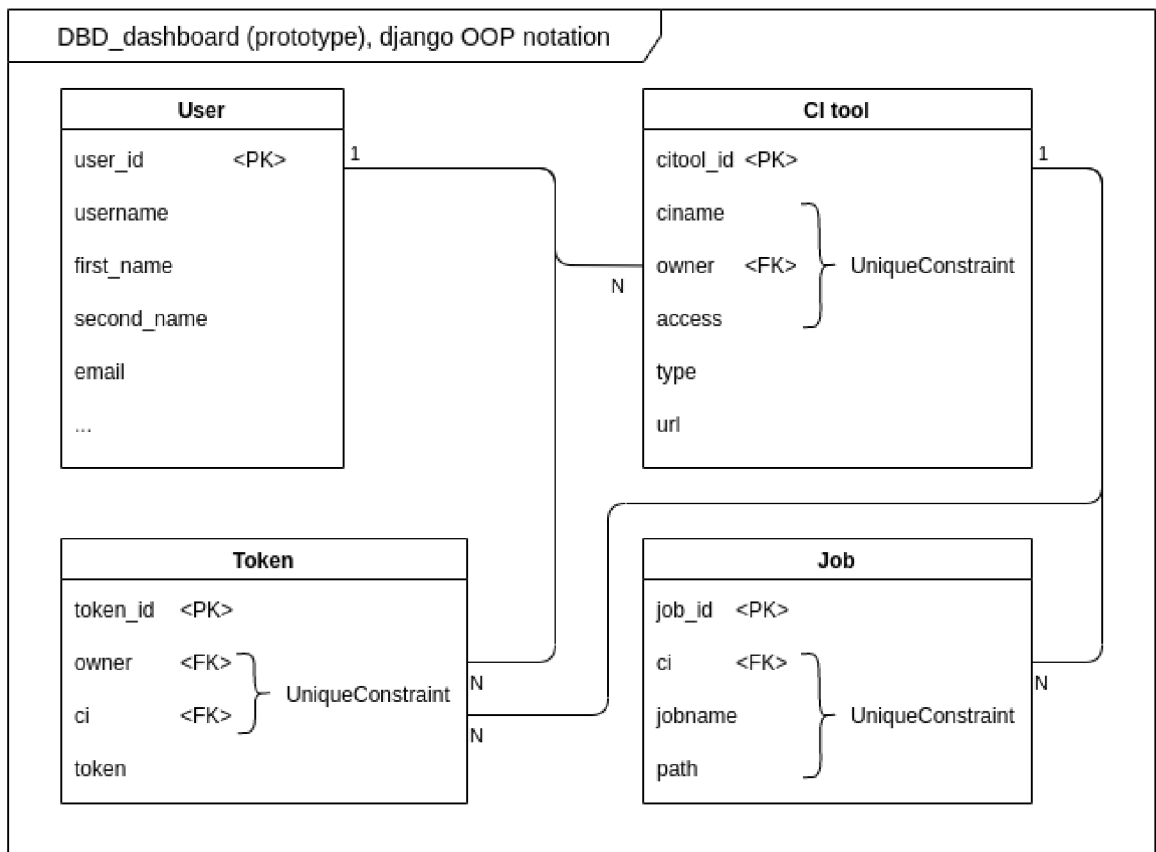 DBD_dashboard (prototype), django OOP notation
User
user_id <PK>
username
first_name
second_name
email
...
1
N
CI tool
citool_id <PK>
ciname
owner <FK>
access
UniqueConstraint
type
url
1
Token
token_id <PK>
owner <FK>
ci <FK>
UniqueConstraint
token
N
N
Job
job_id <PK>
ci <FK>
jobname
path
UniqueConstraint
N